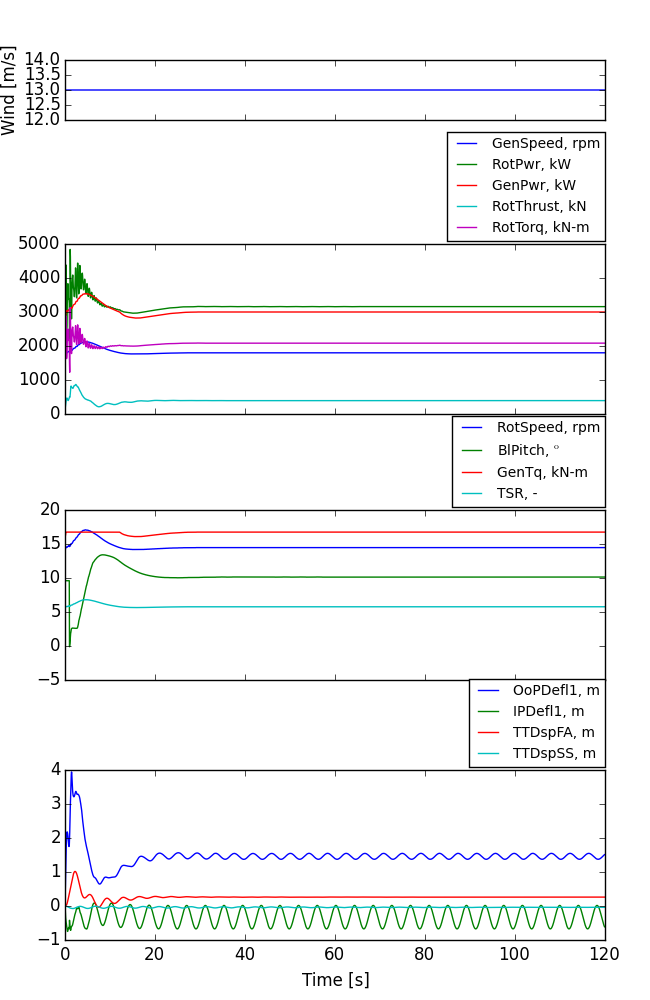 Wind [m/s]
14.0
13.5
13.0
12.5
12.0
GenSpeed, rpm
RotPwr, kW
GenPwr, kW
RotThrust, kN
RotTorq, kN-m
5000
4000
3000
2000
1000
0
RotSpeed, rpm
BlPitch, °
GenTq, kN-m
TSR, -
20
15
10
5
0
−5
OoPDefl1, m
IPDefl1, m
TTDspFA, m
TTDspSS, m
4
3
2
1
0
−1
0 20 40 60 80 100 120
Time [s]